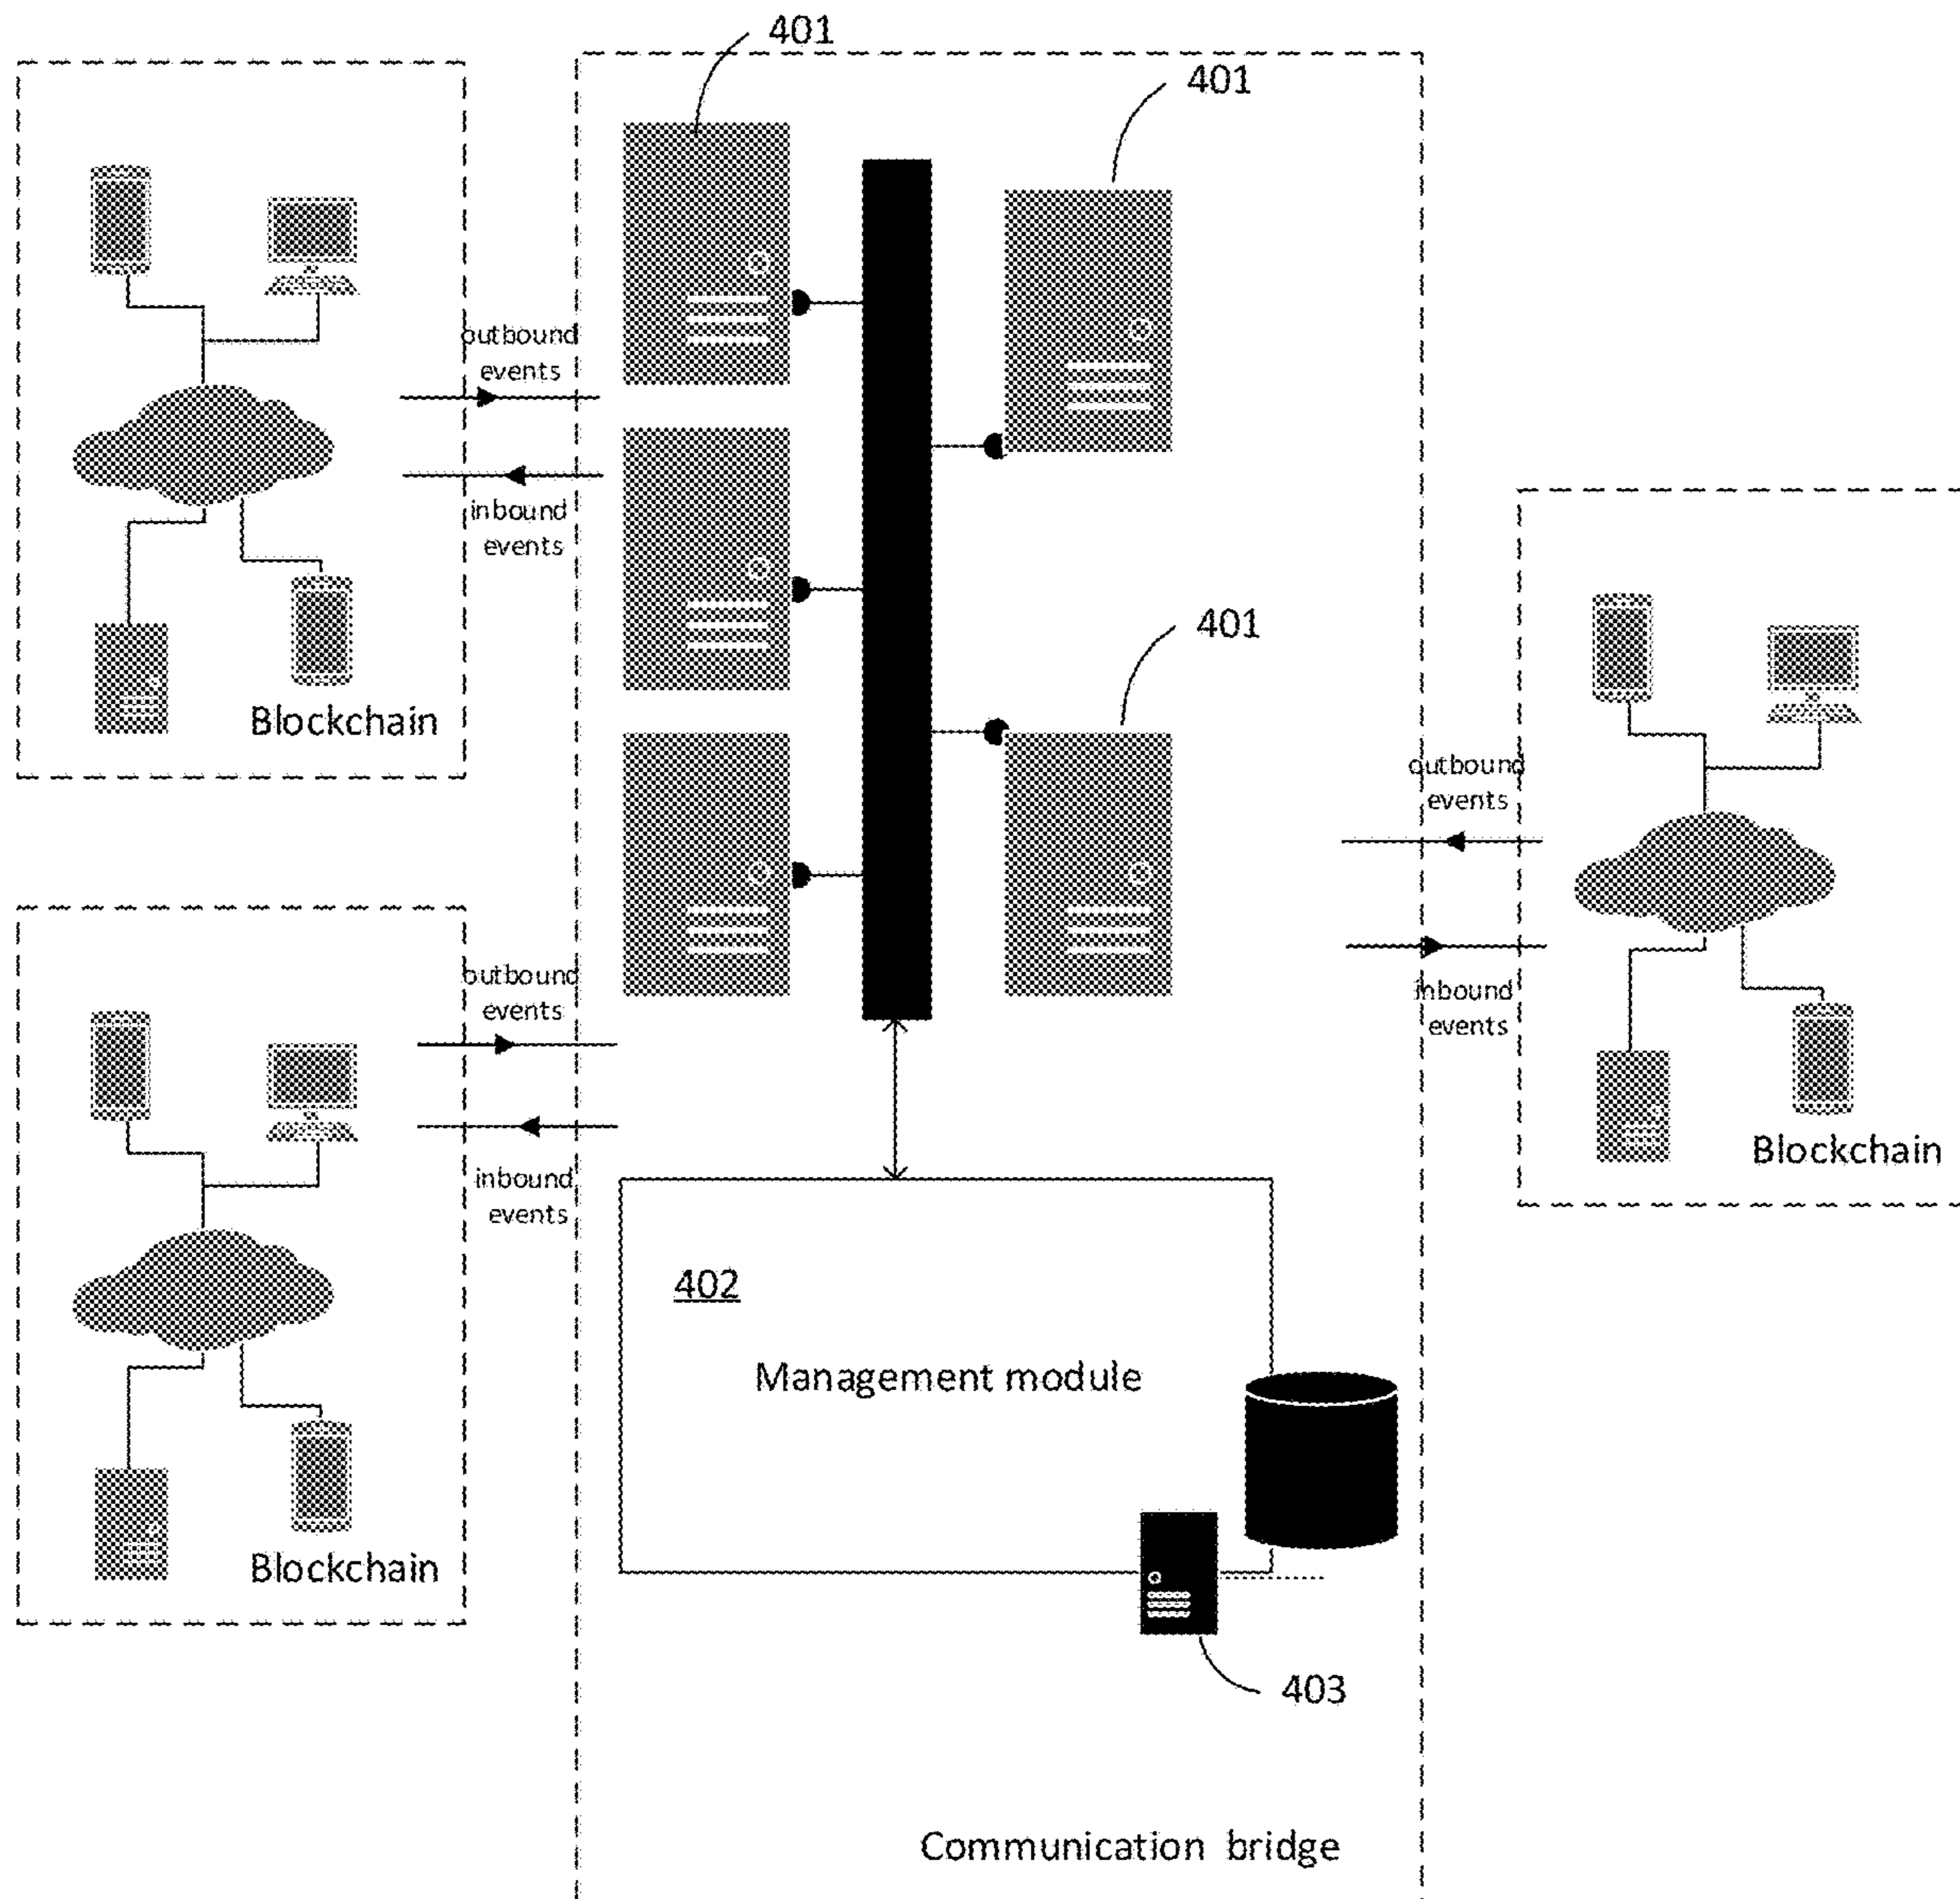 401
401
outbound
events
inbound
events
Blockchain
401
outbound
events
inbound
events
Blockchain
outbound
events
inbound
events
Blockchain
402
Management module
403
Communication bridge